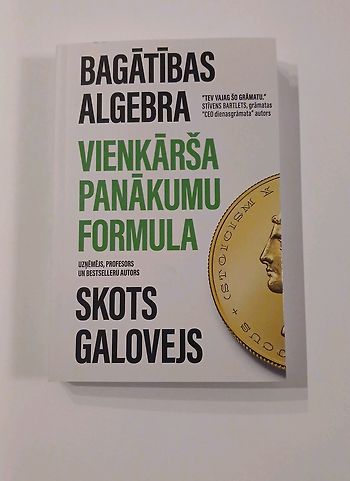 BAGĀTĪBAS
ALGEBRA
"TEV VAJAG ŠO GRĀMATU."
STĪVENS BARTLETS, grāmatas
"CEO dienasgrāmata" autors
VIENKĀRŠA
PANĀKUMU
FORMULA
UZŅĒMĒJS, PROFESORS
UN BESTSELLERU AUTORS
SKOTS
GALOVEJS
OCUS + (STOICISM X